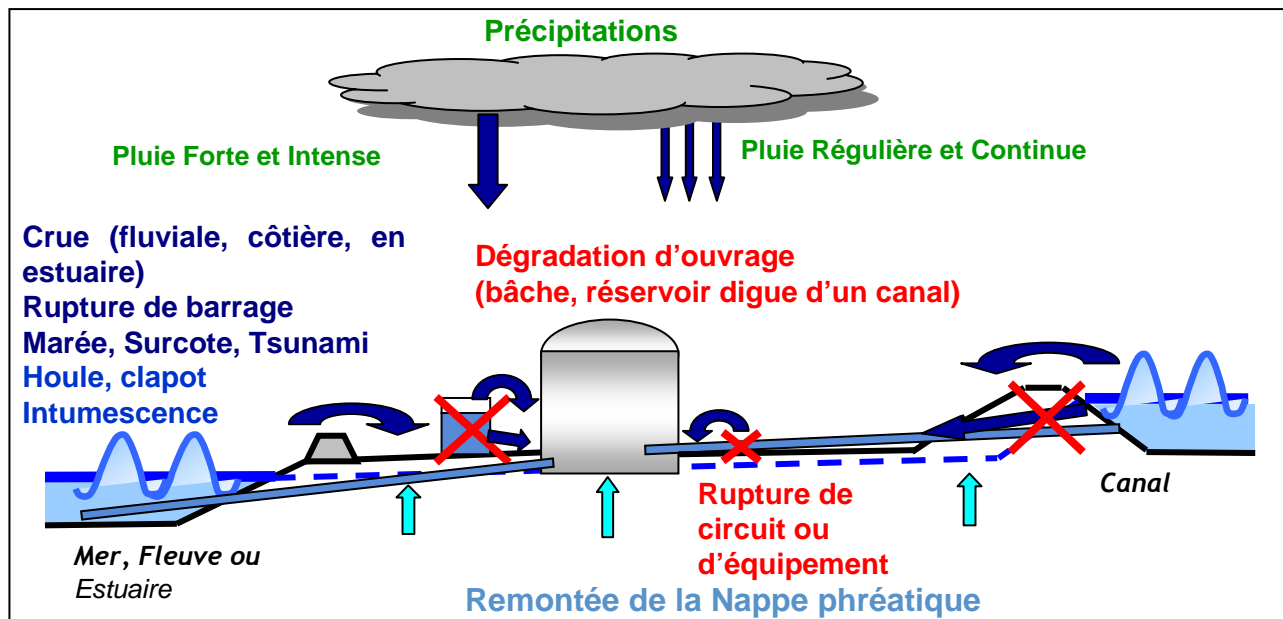 Précipitations
Pluie Forte et Intense
Pluie Régulière et Continue
Crue (fluviale, côtière, en
estuaire)
Rupture de barrage
Marée, Surcote, Tsunami
Houle, clapot
Intumescence
Dégradation d’ouvrage
(bâche, réservoir digue d’un canal)
Canal
Rupture de
circuit ou
d’équipement
Mer, Fleuve ou
Estuaire
Remontée de la Nappe phréatique